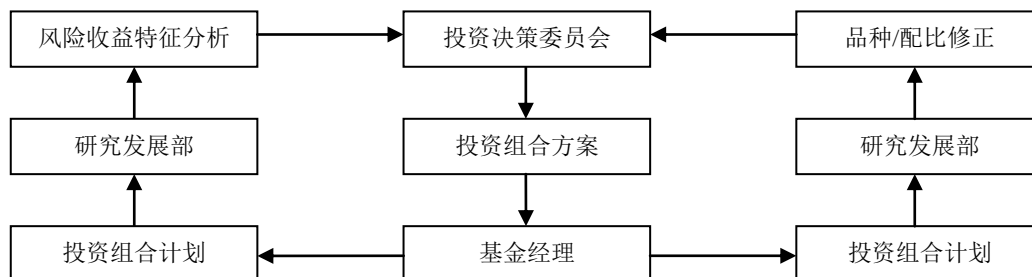 风险收益特征分析
投资决策委员会
品种/配比修正
研究发展部
投资组合方案
研究发展部
投资组合计划
基金经理
投资组合计划